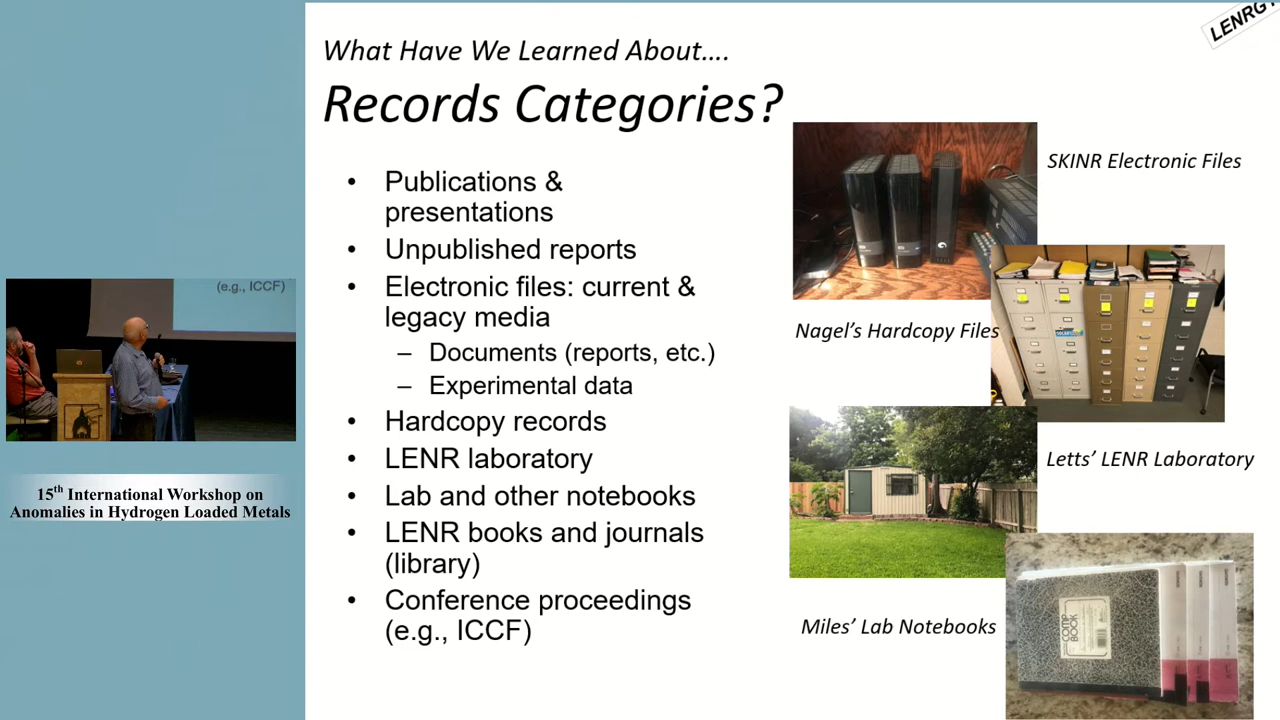 What Have We Learned About....
Records Categories?
• Publications &
presentations
• Unpublished reports
• Electronic files: current &
legacy media
– Documents (reports, etc.)
– Experimental data
• Hardcopy records
• LENR laboratory
• Lab and other notebooks
• LENR books and journals
(library)
• Conference proceedings
(e.g., ICCF)
SKINR Electronic Files
Nagel's Hardcopy Files
Letts' LENR Laboratory
Miles' Lab Notebooks
COMP
BOOK
(e.g., ICCF)
15th International Workshop on
Anomalies in Hydrogen Loaded Metals